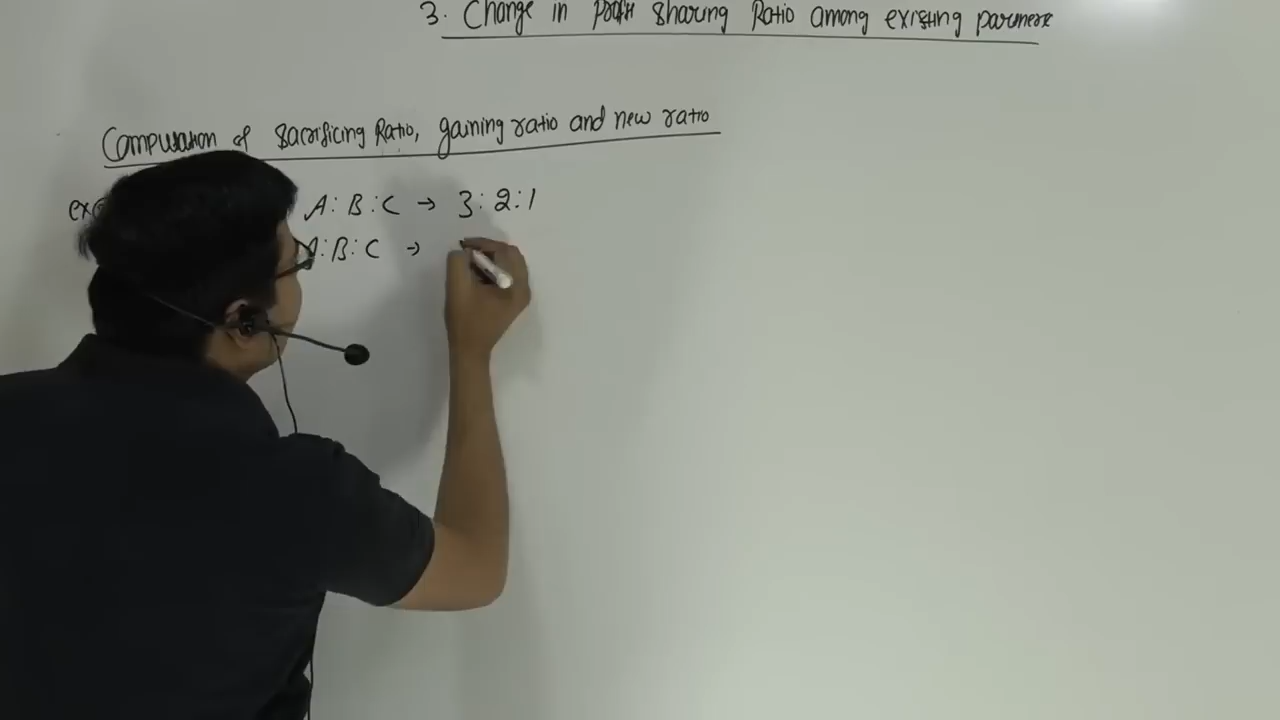 3. Change in Profit Sharing Ratio among existing partners
Computation of Sacrificing Ratio, gaining ratio and new ratio
A : B : C → 3 : 2 : 1
A : B : C →